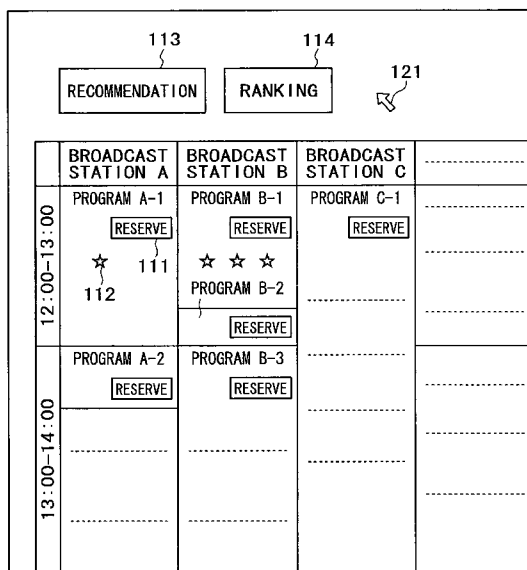 113
114
121
RECOMMENDATION
RANKING
BROADCAST
STATION A
BROADCAST
STATION B
BROADCAST
STATION C
12:00-13:00
PROGRAM A-1
RESERVE
112
111
PROGRAM B-1
RESERVE
PROGRAM B-2
RESERVE
PROGRAM C-1
RESERVE
13:00-14:00
PROGRAM A-2
RESERVE
PROGRAM B-3
RESERVE